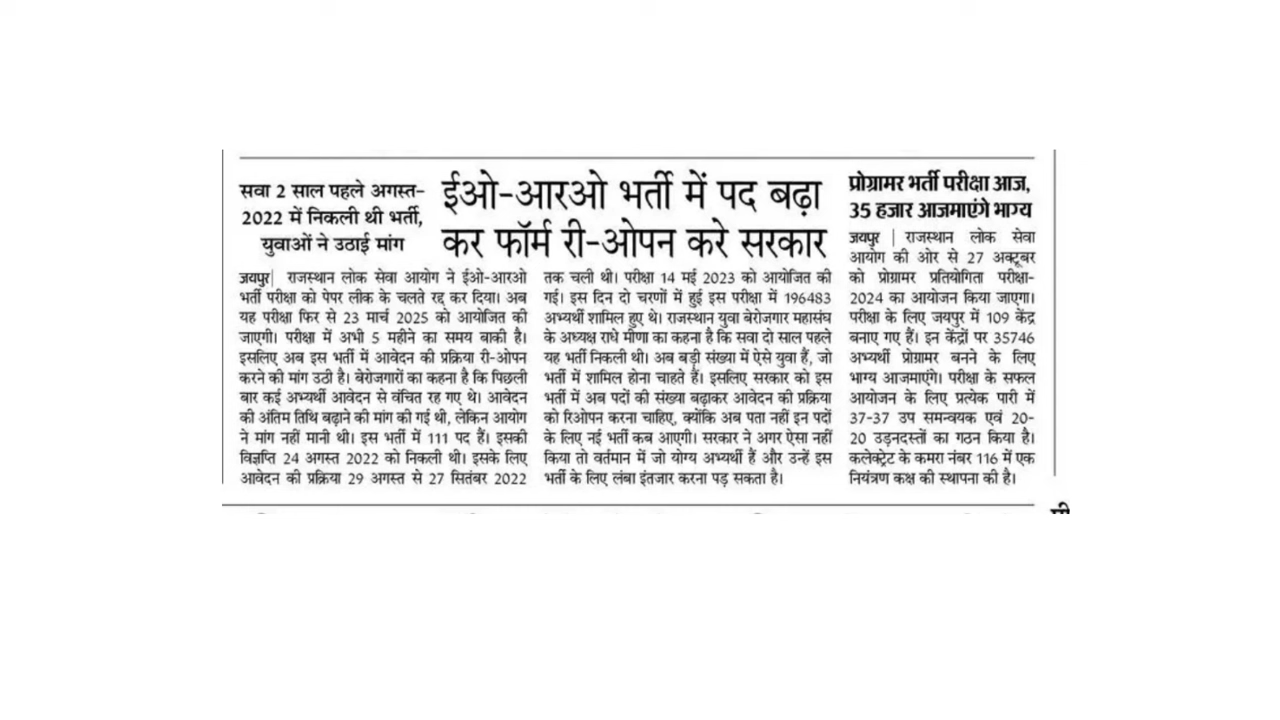 सवा 2 साल पहले अगस्त-
2022 में निकली थी भर्ती,
युवाओं ने उठाई मांग
ईओ-आरओ भर्ती में पद बढ़ा
कर फॉर्म री-ओपन करे सरकार
जयपुर| राजस्थान लोक सेवा आयोग ने ईओ-आरओ
भर्ती परीक्षा को पेपर लीक के चलते रद्द कर दिया। अब
यह परीक्षा फिर से 23 मार्च 2025 को आयोजित की
जाएगी। परीक्षा में अभी 5 महीने का समय बाकी है।
इसलिए अब इस भर्ती में आवेदन की प्रक्रिया री-ओपन
करने की मांग उठी है। बेरोजगारों का कहना है कि पिछली
बार कई अभ्यर्थी आवेदन से वंचित रह गए थे। आवेदन
की अंतिम तिथि बढ़ाने की मांग की गई थी, लेकिन आयोग
ने मांग नहीं मानी थी। इस भर्ती में 111 पद हैं। इसकी
विज्ञप्ति 24 अगस्त 2022 को निकली थी। इसके लिए
आवेदन की प्रक्रिया 29 अगस्त से 27 सितंबर 2022
तक चली थी। परीक्षा 14 मई 2023 को आयोजित की
गई। इस दिन दो चरणों में हुई इस परीक्षा में 196483
अभ्यर्थी शामिल हुए थे। राजस्थान युवा बेरोजगार महासंघ
के अध्यक्ष राधे मीणा का कहना है कि सवा दो साल पहले
यह भर्ती निकली थी। अब बड़ी संख्या में ऐसे युवा हैं, जो
भर्ती में शामिल होना चाहते हैं। इसलिए सरकार को इस
भर्ती में अब पदों की संख्या बढ़ाकर आवेदन की प्रक्रिया
को रिओपन करना चाहिए, क्योंकि अब पता नहीं इन पदों
के लिए नई भर्ती कब आएगी। सरकार ने अगर ऐसा नहीं
किया तो वर्तमान में जो योग्य अभ्यर्थी हैं और उन्हें इस
भर्ती के लिए लंबा इंतजार करना पड़ सकता है।
प्रोग्रामर भर्ती परीक्षा आज,
35 हजार आजमाएंगे भाग्य
जयपुर | राजस्थान लोक सेवा
आयोग की ओर से 27 अक्टूबर
को प्रोग्रामर प्रतियोगिता परीक्षा-
2024 का आयोजन किया जाएगा।
परीक्षा के लिए जयपुर में 109 केंद्र
बनाए गए हैं। इन केंद्रों पर 35746
अभ्यर्थी प्रोग्रामर बनने के लिए
भाग्य आजमाएंगे। परीक्षा के सफल
आयोजन के लिए प्रत्येक पारी में
37-37 उप समन्वयक एवं 20-
20 उड़नदस्तों का गठन किया है।
कलेक्ट्रेट के कमरा नंबर 116 में एक
नियंत्रण कक्ष की स्थापना की है।